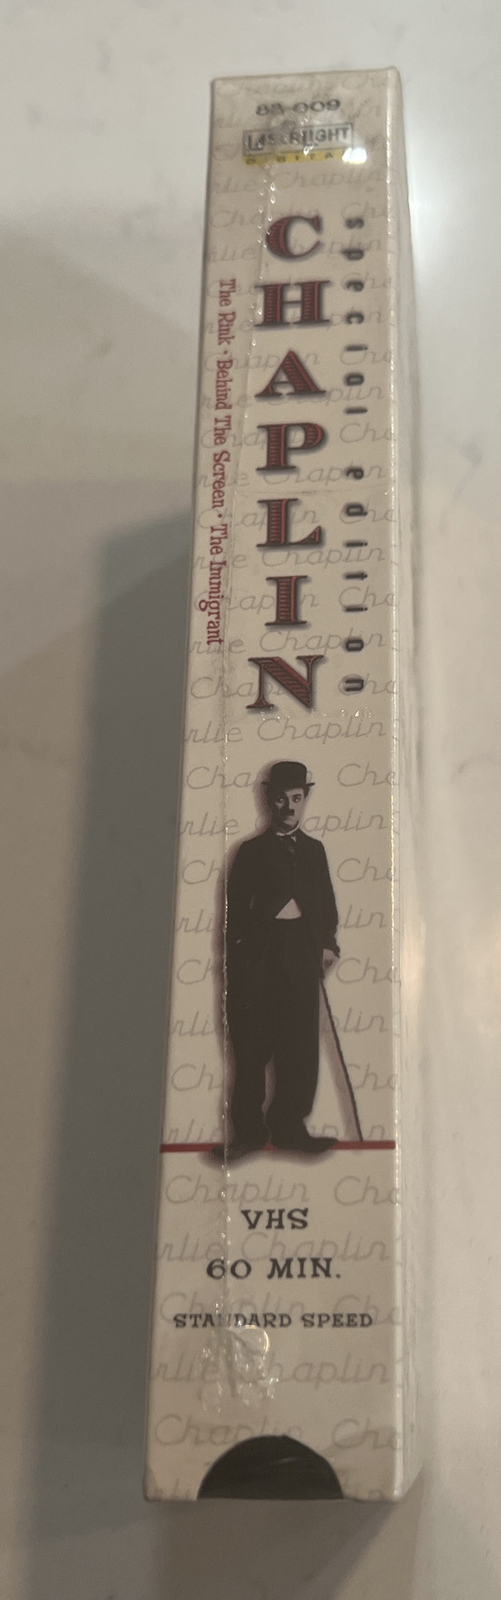 82-009
LASERLIGHT
DIGITAL
special edition
CHAPLIN
The Rink • Behind The Screen • The Immigrant
VHS
60 MIN.
STANDARD SPEED